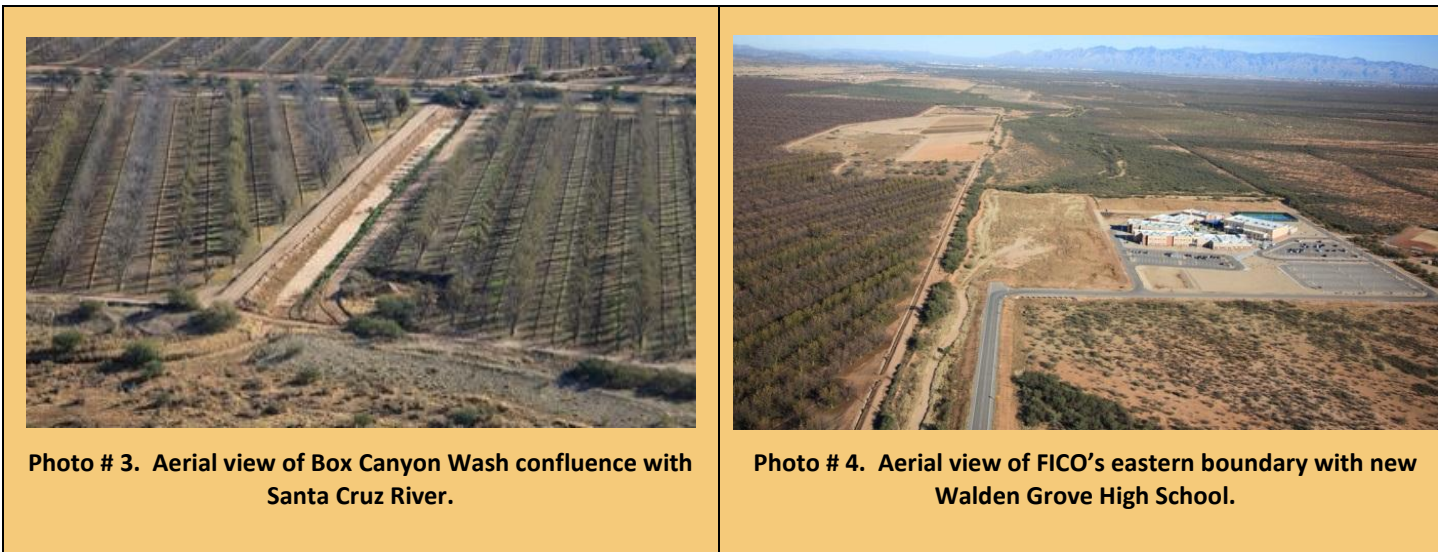 Photo # 3. Aerial view of Box Canyon Wash confluence with
Santa Cruz River.
Photo # 4. Aerial view of FICO’s eastern boundary with new
Walden Grove High School.